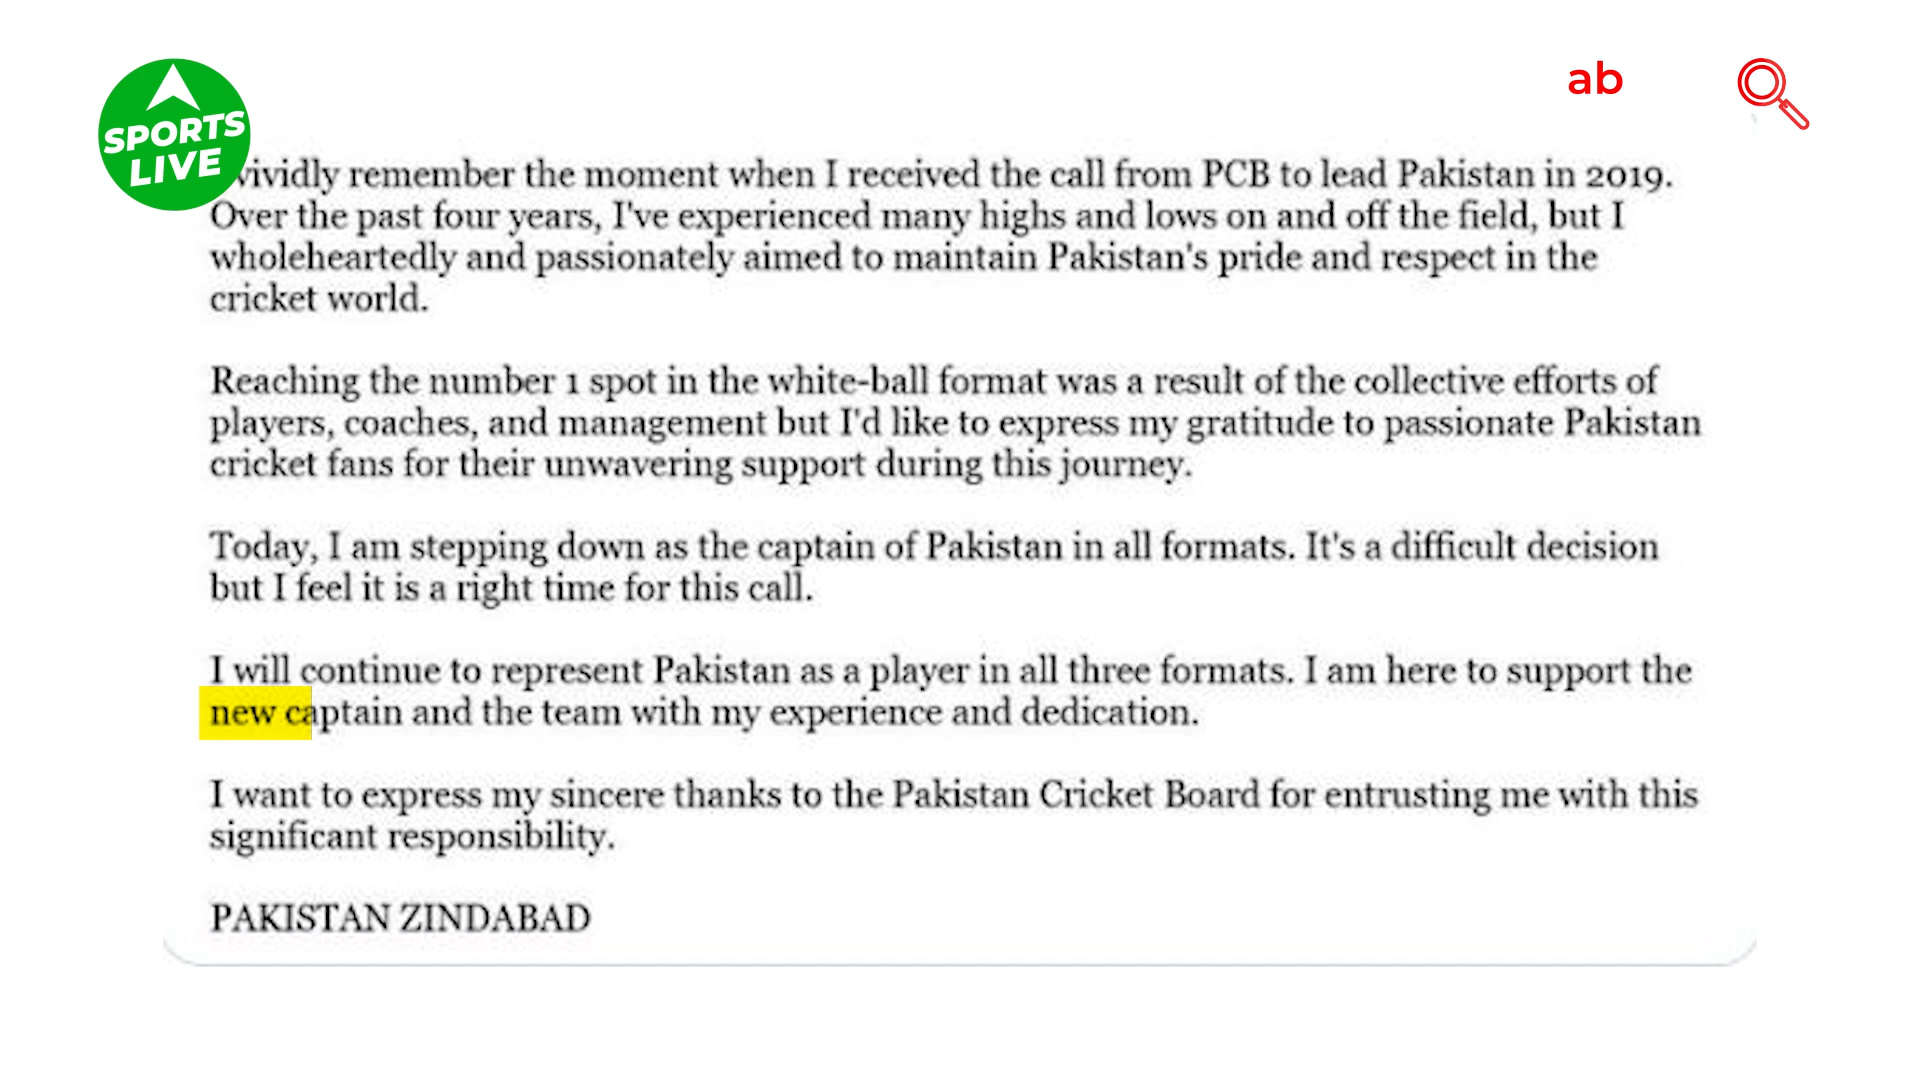 SPORTS
LIVE
ab
vividly remember the moment when I received the call from PCB to lead Pakistan in 2019.
Over the past four years, I've experienced many highs and lows on and off the field, but I
wholeheartedly and passionately aimed to maintain Pakistan's pride and respect in the
cricket world.
Reaching the number 1 spot in the white-ball format was a result of the collective efforts of
players, coaches, and management but I'd like to express my gratitude to passionate Pakistan
cricket fans for their unwavering support during this journey.
Today, I am stepping down as the captain of Pakistan in all formats. It's a difficult decision
but I feel it is a right time for this call.
I will continue to represent Pakistan as a player in all three formats. I am here to support the
new captain and the team with my experience and dedication.
I want to express my sincere thanks to the Pakistan Cricket Board for entrusting me with this
significant responsibility.
PAKISTAN ZINDABAD